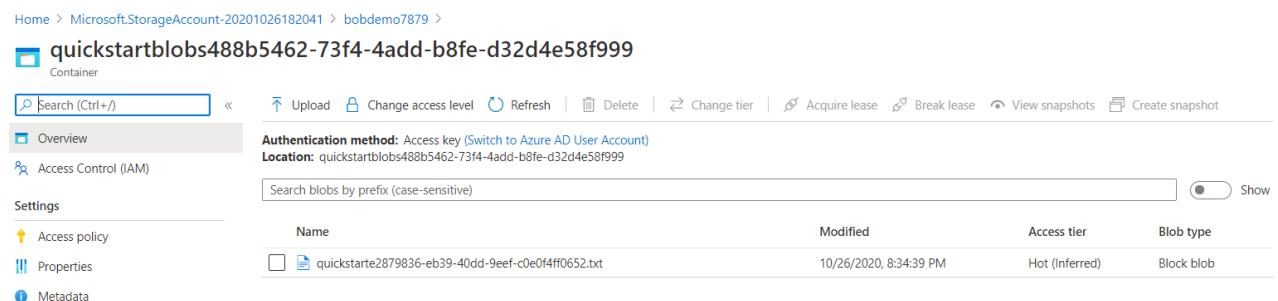 Home > Microsoft.StorageAccount-20201026182041 > bobdemo7879 >
quickstartblobs488b5462-73f4-4add-b8fe-d32d4e58f999
Container
Search (Ctrl+/)
«
Upload
Change access level
Refresh
Delete
Change tier
Acquire lease
Break lease
View snapshots
Create snapshot
Overview
Access Control (IAM)
Settings
Access policy
Properties
Metadata
Authentication method: Access key (Switch to Azure AD User Account)
Location: quickstartblobs488b5462-73f4-4add-b8fe-d32d4e58f999
Search blobs by prefix (case-sensitive)
Show
Name Modified Access tier Blob type
quickstarte2879836-eb39-40dd-9eef-c0e0f4ff0652.txt 10/26/2020, 8:34:39 PM Hot (Inferred) Block blob